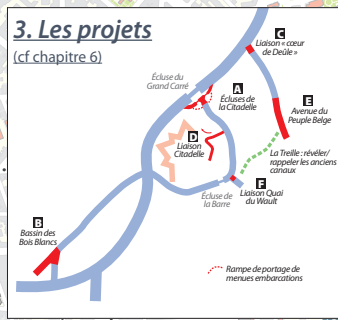 3. Les projets
(cf chapitre 6)
C
Liaison « cœur
de Deûle »
Écluse du
Grand Carré
A
Écluses de
la Citadelle
E
Avenue du
Peuple Belge
D
Liaison
Citadelle
La Treille : révéler/
rappeler les anciens
canaux
F
Liaison Quai
du Wault
Écluse de
la Barre
B
Bassin des
Bois Blancs
Rampe de portage de
menues embarcations